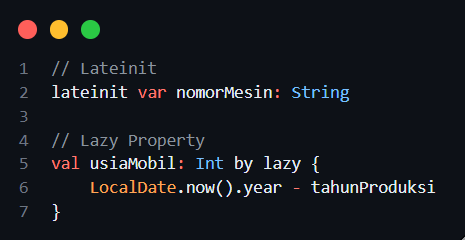 1 // Lateinit
2 lateinit var nomorMesin: String
3
4 // Lazy Property
5 val usiaMobil: Int by lazy {
6     LocalDate.now().year - tahunProduksi
7 }